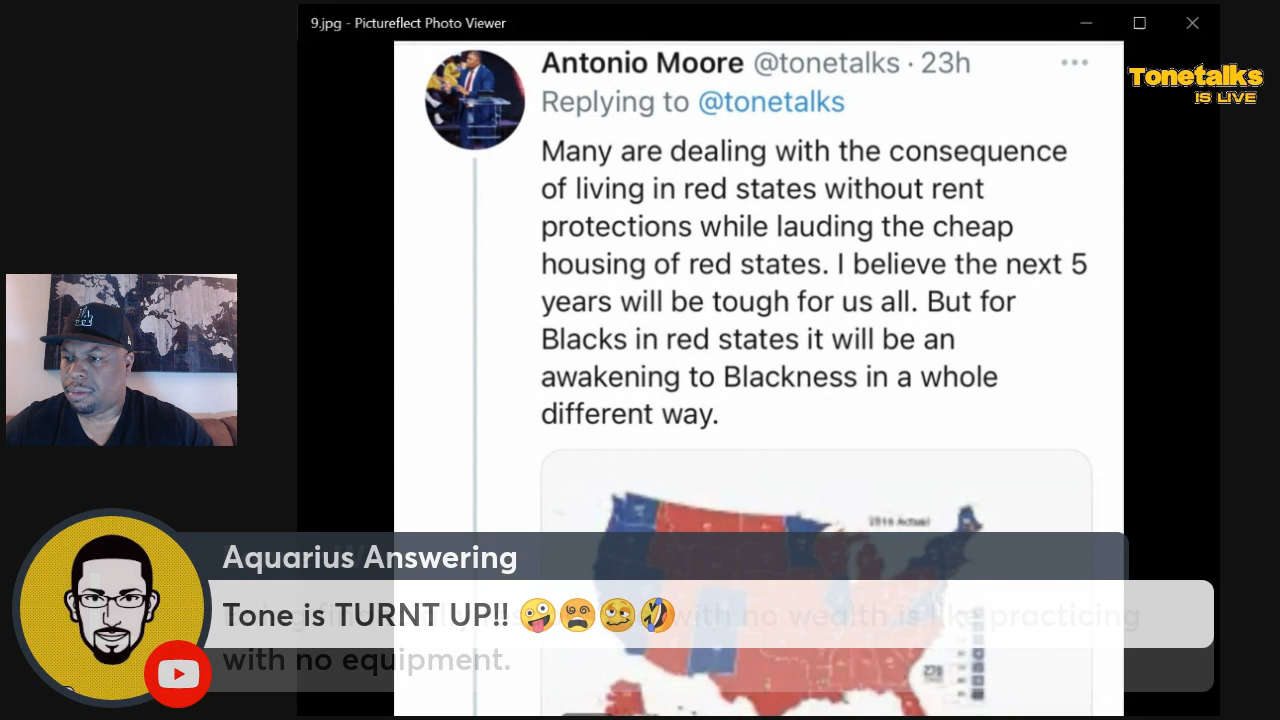 9.jpg - Pictureflect Photo Viewer
Antonio Moore @tonetalks · 23h
Replying to @tonetalks
Many are dealing with the consequence
of living in red states without rent
protections while lauding the cheap
housing of red states. I believe the next 5
years will be tough for us all. But for
Blacks in red states it will be an
awakening to Blackness in a whole
different way.
2016 Actual
270
Tonetalks
IS LIVE
LA
Aquarius Answering
Tone is TURNT UP!! 🤪😵🥴🤣
with no wealth is like practicing
with no equipment.